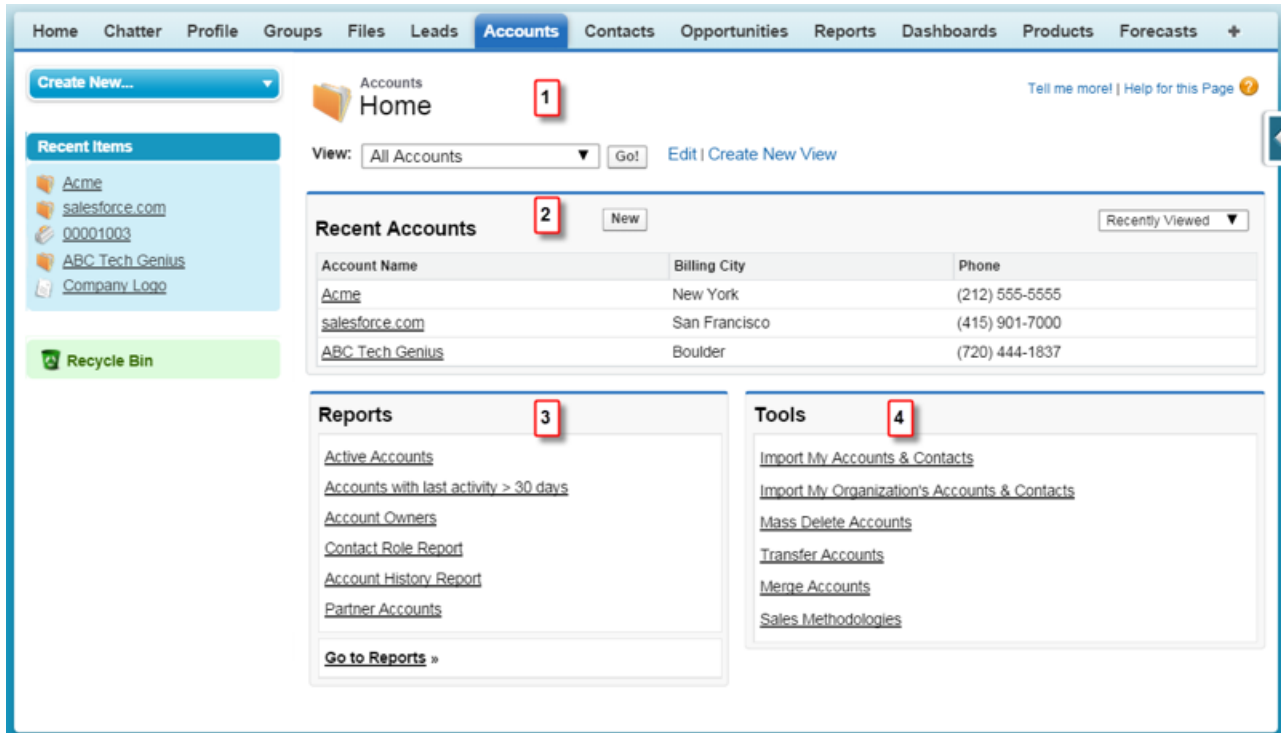 Home Chatter Profile Groups Files Leads Accounts Contacts Opportunities Reports Dashboards Products Forecasts +
Create New...
Recent Items
Acme
salesforce.com
00001003
ABC Tech Genius
Company Logo
Recycle Bin
Accounts
Home
1
Tell me more! | Help for this Page ?
View: All Accounts Go! Edit | Create New View
Recent Accounts 2 New Recently Viewed
Account Name Billing City Phone
Acme New York (212) 555-5555
salesforce.com San Francisco (415) 901-7000
ABC Tech Genius Boulder (720) 444-1837
Reports 3
Active Accounts
Accounts with last activity > 30 days
Account Owners
Contact Role Report
Account History Report
Partner Accounts
Go to Reports »
Tools 4
Import My Accounts & Contacts
Import My Organization's Accounts & Contacts
Mass Delete Accounts
Transfer Accounts
Merge Accounts
Sales Methodologies